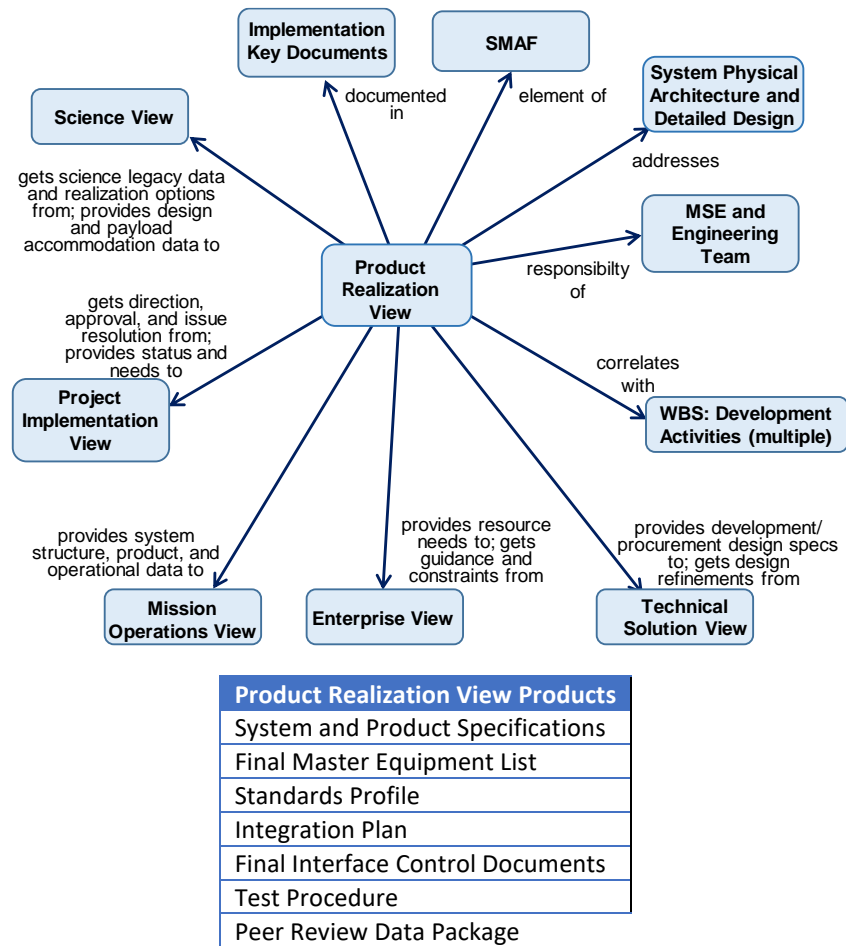 Implementation
Key Documents
SMAF
System Physical
Architecture and
Detailed Design
Science View
documented
in
element of
addresses
gets science legacy data
and realization options
from; provides design
and payload
accommodation data to
MSE and
Engineering
Team
Product
Realization
View
responsibilty
of
gets direction,
approval, and issue
resolution from;
provides status and
needs to
correlates
with
Project
Implementation
View
WBS: Development
Activities (multiple)
provides system
structure, product, and
operational data to
provides resource
needs to; gets
guidance and
constraints from
provides development/
procurement design specs
to; gets design
refinements from
Mission
Operations View
Enterprise View
Technical
Solution View
Product Realization View Products
System and Product Specifications
Final Master Equipment List
Standards Profile
Integration Plan
Final Interface Control Documents
Test Procedure
Peer Review Data Package